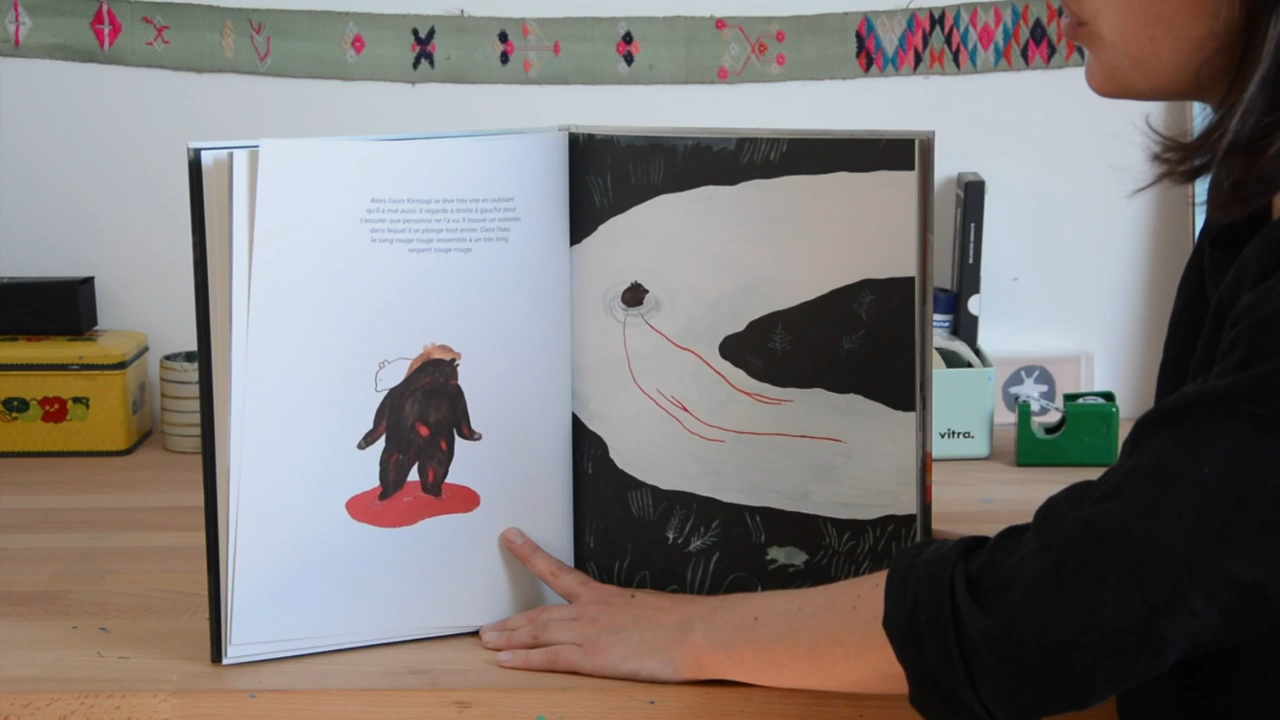 Alors l'ours Kintsugi se lève très vite en oubliant
qu'il a mal aussi. Il regarde à droite à gauche pour
s'assurer que personne ne l'a vu. Il trouve un ruisseau
dans lequel il se plonge tout entier. Dans l'eau,
le sang rouge rouge ressemble à un très long
serpent rouge rouge.
vitra.